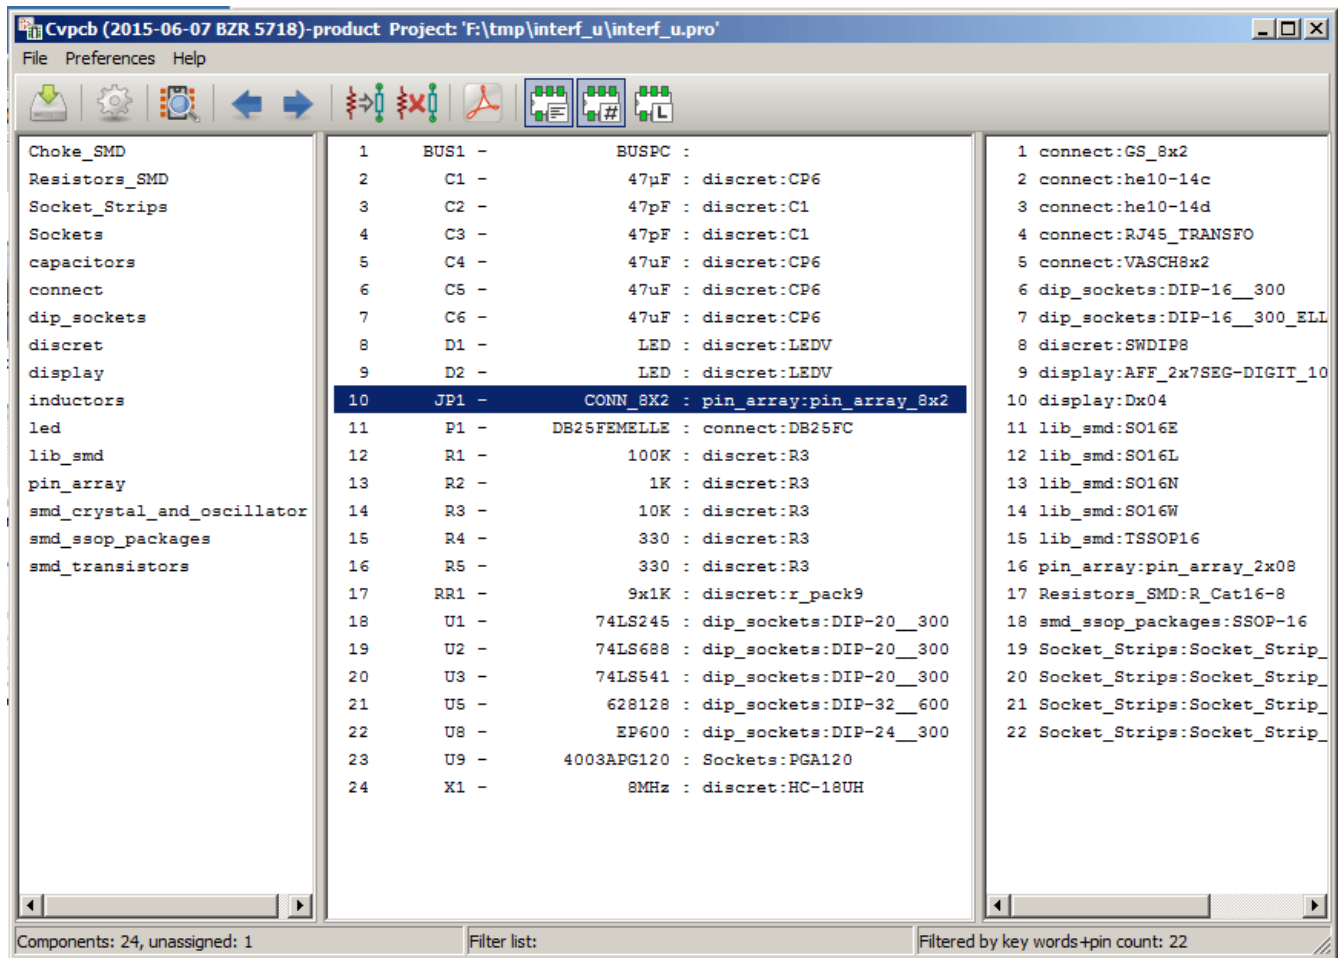 Cvpcb (2015-06-07 BZR 5718)-product Project: 'F:\tmp\interf_u\interf_u.pro'
File Preferences Help
#
L
Choke_SMD
Resistors_SMD
Socket_Strips
Sockets
capacitors
connect
dip_sockets
discret
display
inductors
led
lib_smd
pin_array
smd_crystal_and_oscillator
smd_ssop_packages
smd_transistors
1 BUS1 - BUSPC :
2 C1 - 47µF : discret:CP6
3 C2 - 47pF : discret:C1
4 C3 - 47pF : discret:C1
5 C4 - 47uF : discret:CP6
6 C5 - 47uF : discret:CP6
7 C6 - 47uF : discret:CP6
8 D1 - LED : discret:LEDV
9 D2 - LED : discret:LEDV
10 JP1 - CONN_8X2 : pin_array:pin_array_8x2
11 P1 - DB25FEMELLE : connect:DB25FC
12 R1 - 100K : discret:R3
13 R2 - 1K : discret:R3
14 R3 - 10K : discret:R3
15 R4 - 330 : discret:R3
16 R5 - 330 : discret:R3
17 RR1 - 9x1K : discret:r_pack9
18 U1 - 74LS245 : dip_sockets:DIP-20__300
19 U2 - 74LS688 : dip_sockets:DIP-20__300
20 U3 - 74LS541 : dip_sockets:DIP-20__300
21 U5 - 628128 : dip_sockets:DIP-32__600
22 U8 - EP600 : dip_sockets:DIP-24__300
23 U9 - 4003APG120 : Sockets:PGA120
24 X1 - 8MHz : discret:HC-18UH
1 connect:GS_8x2
2 connect:he10-14c
3 connect:he10-14d
4 connect:RJ45_TRANSFO
5 connect:VASCH8x2
6 dip_sockets:DIP-16__300
7 dip_sockets:DIP-16__300_ELL
8 discret:SWDIP8
9 display:AFF_2x7SEG-DIGIT_10
10 display:Dx04
11 lib_smd:SO16E
12 lib_smd:SO16L
13 lib_smd:SO16N
14 lib_smd:SO16W
15 lib_smd:TSSOP16
16 pin_array:pin_array_2x08
17 Resistors_SMD:R_Cat16-8
18 smd_ssop_packages:SSOP-16
19 Socket_Strips:Socket_Strip_
20 Socket_Strips:Socket_Strip_
21 Socket_Strips:Socket_Strip_
22 Socket_Strips:Socket_Strip_
Components: 24, unassigned: 1
Filter list:
Filtered by key words+pin count: 22